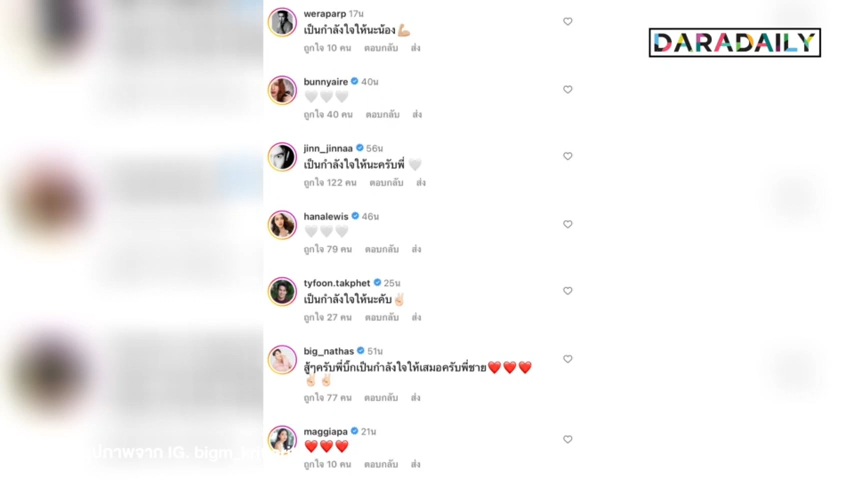 weraparp 17น
เป็นกำลังใจให้นะน้อง💪🏼
ถูกใจ 10 คน ตอบกลับ ส่ง
DARADAILY
bunnyaire 40น
🤍🤍🤍
ถูกใจ 40 คน ตอบกลับ ส่ง
jinn_jinnaa 56น
เป็นกำลังใจให้นะครับพี่ 🤍
ถูกใจ 122 คน ตอบกลับ ส่ง
hanalewis 46น
🤍🤍🤍
ถูกใจ 79 คน ตอบกลับ ส่ง
tyfoon.takphet 25น
เป็นกำลังใจให้นะคับ✌🏻
ถูกใจ 27 คน ตอบกลับ ส่ง
big_nathas 51น
สู้ๆครับพี่บิ๊กเป็นกำลังใจให้เสมอครับพี่ชาย❤️❤️❤️
✌🏻✌🏻
ถูกใจ 77 คน ตอบกลับ ส่ง
maggiapa 21น
❤️❤️❤️
ถูกใจ 10 คน ตอบกลับ ส่ง
ภาพจาก IG.